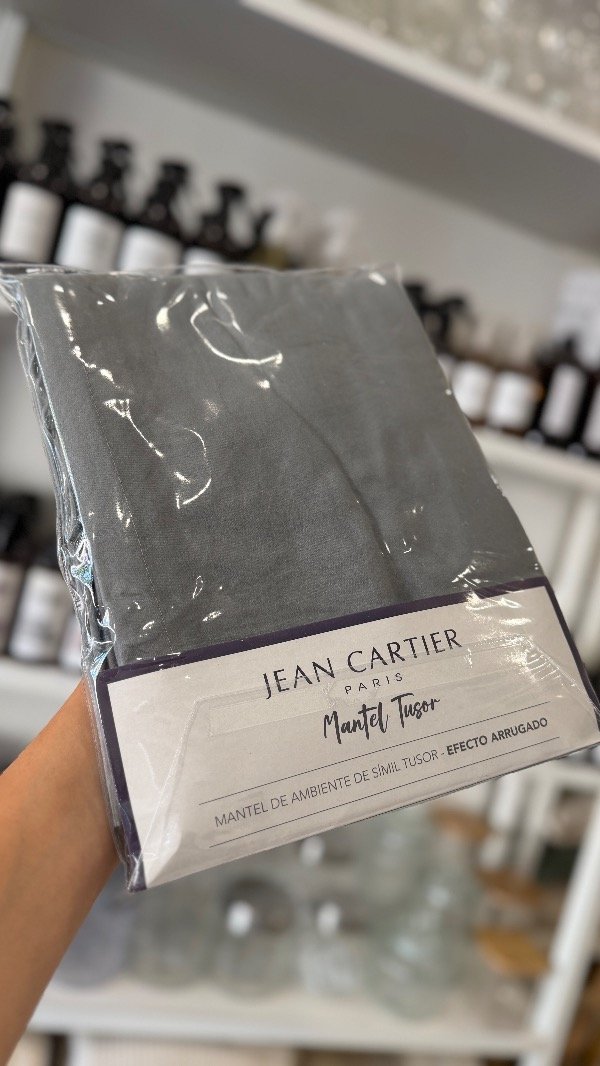 JEAN CARTIER
PARIS
Mantel Tusor
MANTEL DE AMBIENTE DE SÍMIL TUSOR - EFECTO ARRUGADO